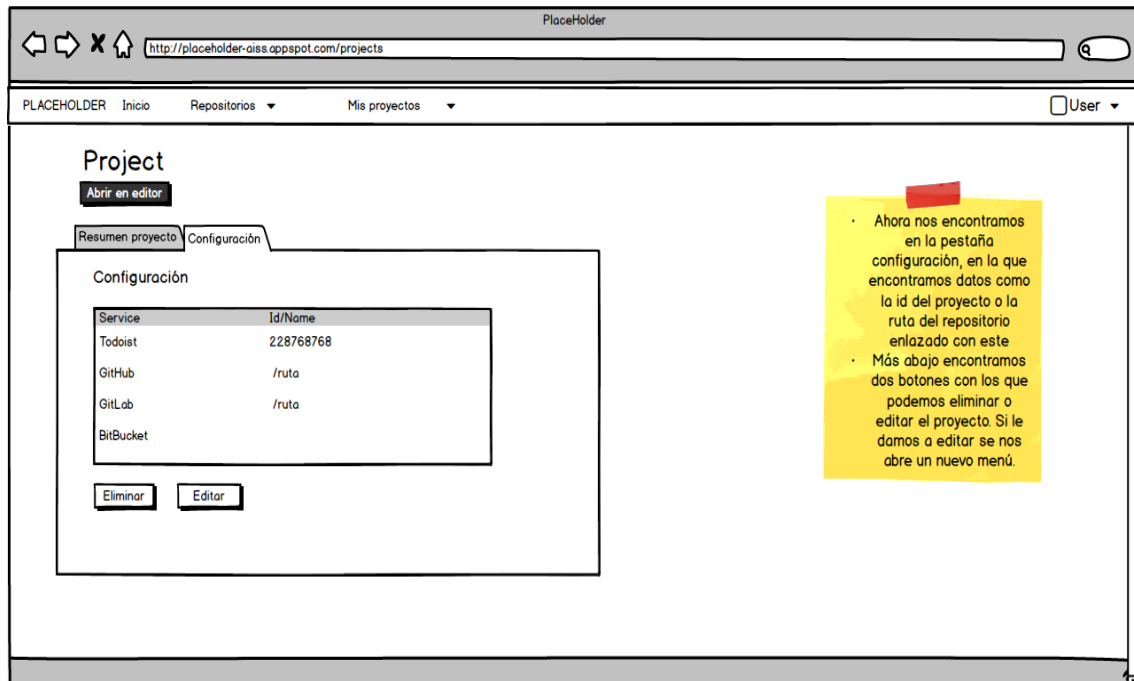 PlaceHolder
http://placeholder-aiss.appspot.com/projects
PLACEHOLDER Inicio Repositorios Mis proyectos User
Project
Abrir en editor
Resumen proyecto Configuración
Configuración
Service Id/Name
Todoist 228768768
GitHub /ruta
GitLab /ruta
BitBucket
Eliminar Editar
· Ahora nos encontramos
en la pestaña
configuración, en la que
encontramos datos como
la id del proyecto o la
ruta del repositorio
enlazado con este
· Más abajo encontramos
dos botones con los que
podemos eliminar o
editar el proyecto. Si le
damos a editar se nos
abre un nuevo menú.